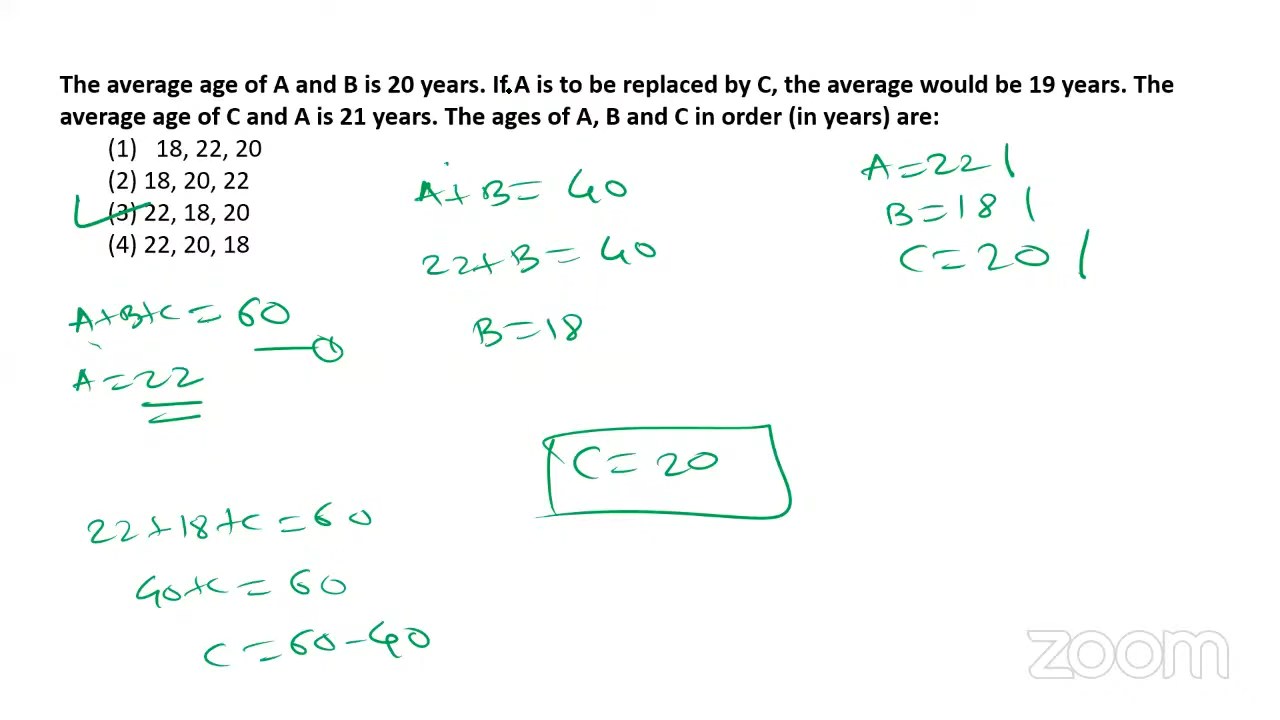 The average age of A and B is 20 years. If A is to be replaced by C, the average would be 19 years. The
average age of C and A is 21 years. The ages of A, B and C in order (in years) are:
(1) 18, 22, 20
(2) 18, 20, 22
(3) 22, 18, 20
(4) 22, 20, 18
A+B+C = 60
1
A = 22
A+B = 40
22+B = 40
B = 18
A = 22
B = 18
C = 20
C = 20
22+18+C = 60
40+C = 60
C = 60-40
zoom